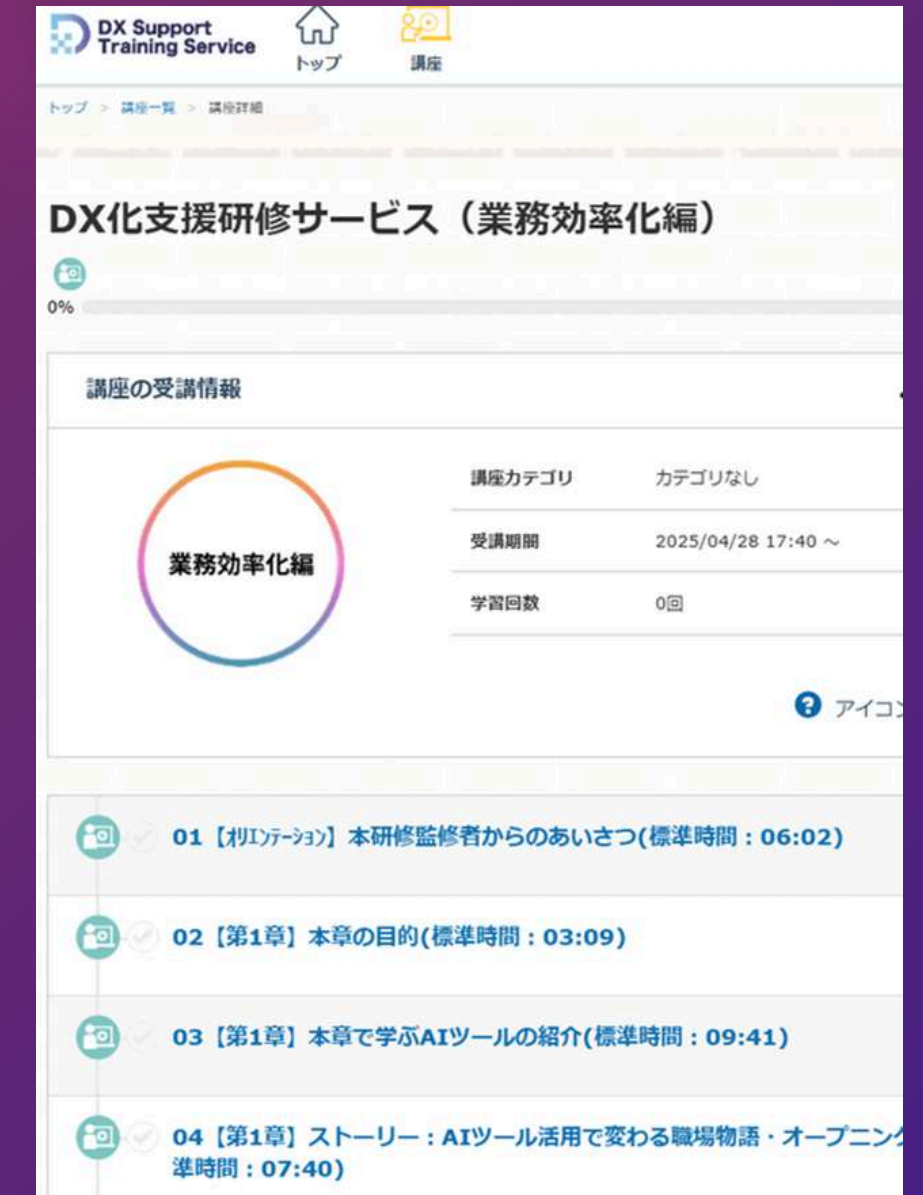 DX Support
Training Service
トップ
講座
トップ > 講座一覧 > 講座詳細
DX化支援研修サービス（業務効率化編）
0%
講座の受講情報
業務効率化編
講座カテゴリ カテゴリなし
受講期間 2025/04/28 17:40 ～
学習回数 0回
? アイコン
01【ｵﾘｴﾝﾃｰｼｮﾝ】本研修監修者からのあいさつ(標準時間：06:02)
02【第1章】本章の目的(標準時間：03:09)
03【第1章】本章で学ぶAIツールの紹介(標準時間：09:41)
04【第1章】ストーリー：AIツール活用で変わる職場物語・オープニング
準時間：07:40)